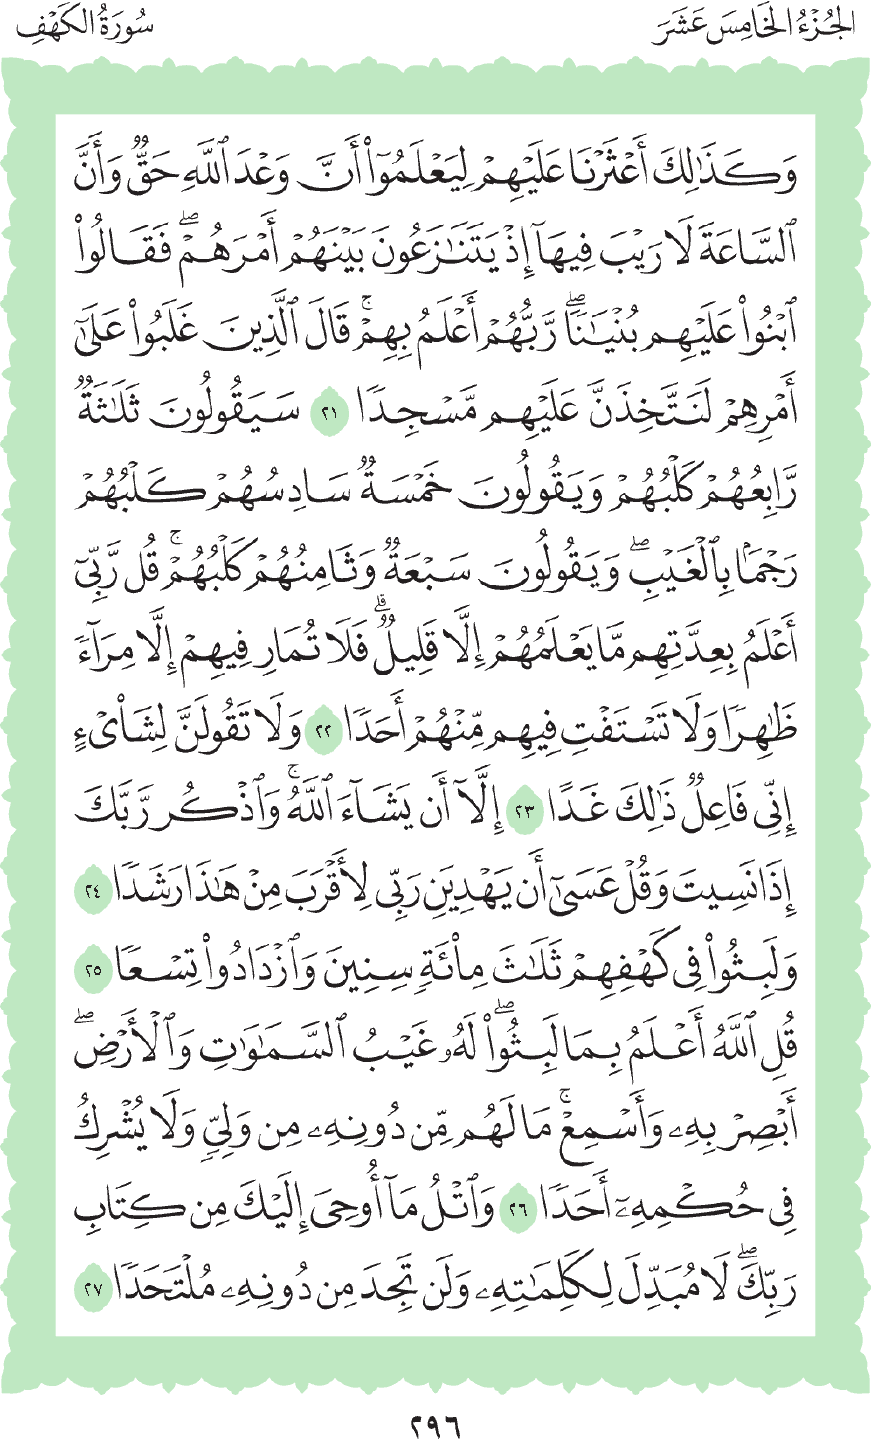 الجُزْءُ الخَامِسَ عَشَرَ
سُورَةُ الكَهْفِ
وَكَذَٰلِكَ أَعْثَرْنَا عَلَيْهِمْ لِيَعْلَمُوٓا۟ أَنَّ وَعْدَ ٱللَّهِ حَقٌّ وَأَنَّ
ٱلسَّاعَةَ لَا رَيْبَ فِيهَآ إِذْ يَتَنَٰزَعُونَ بَيْنَهُمْ أَمْرَهُمْ ۖ فَقَالُوا۟
ٱبْنُوا۟ عَلَيْهِم بُنْيَٰنًا ۖ رَّبُّهُمْ أَعْلَمُ بِهِمْ ۚ قَالَ ٱلَّذِينَ غَلَبُوا۟ عَلَىٰٓ
أَمْرِهِمْ لَنَتَّخِذَنَّ عَلَيْهِم مَّسْجِدًا ٢١ سَيَقُولُونَ ثَلَٰثَةٌ
رَّابِعُهُمْ كَلْبُهُمْ وَيَقُولُونَ خَمْسَةٌ سَادِسُهُمْ كَلْبُهُمْ
رَجْمًۢا بِٱلْغَيْبِ ۖ وَيَقُولُونَ سَبْعَةٌ وَثَامِنُهُمْ كَلْبُهُمْ ۚ قُل رَّبِّىٓ
أَعْلَمُ بِعِدَّتِهِم مَّا يَعْلَمُهُمْ إِلَّا قَلِيلٌ ۗ فَلَا تُمَارِ فِيهِمْ إِلَّا مِرَآءً
ظَٰهِرًا وَلَا تَسْتَفْتِ فِيهِم مِّنْهُمْ أَحَدًا ٢٢ وَلَا تَقُولَنَّ لِشَا۟ىْءٍ
إِنِّى فَاعِلٌ ذَٰلِكَ غَدًا ٢٣ إِلَّآ أَن يَشَآءَ ٱللَّهُ ۚ وَٱذْكُر رَّبَّكَ
إِذَا نَسِيتَ وَقُلْ عَسَىٰٓ أَن يَهْدِيَنِ رَبِّى لِأَقْرَبَ مِنْ هَٰذَا رَشَدًا ٢٤
وَلَبِثُوا۟ فِى كَهْفِهِمْ ثَلَٰثَ مِا۟ئَةٍ سِنِينَ وَٱزْدَادُوا۟ تِسْعًا ٢٥
قُلِ ٱللَّهُ أَعْلَمُ بِمَا لَبِثُوا۟ ۖ لَهُۥ غَيْبُ ٱلسَّمَٰوَٰتِ وَٱلْأَرْضِ ۖ
أَبْصِرْ بِهِۦ وَأَسْمِعْ ۚ مَا لَهُم مِّن دُونِهِۦ مِن وَلِىٍّ وَلَا يُشْرِكُ
فِى حُكْمِهِۦٓ أَحَدًا ٢٦ وَٱتْلُ مَآ أُوحِىَ إِلَيْكَ مِن كِتَابِ
رَبِّكَ ۖ لَا مُبَدِّلَ لِكَلِمَٰتِهِۦ وَلَن تَجِدَ مِن دُونِهِۦ مُلْتَحَدًا ٢٧
٢٩٦